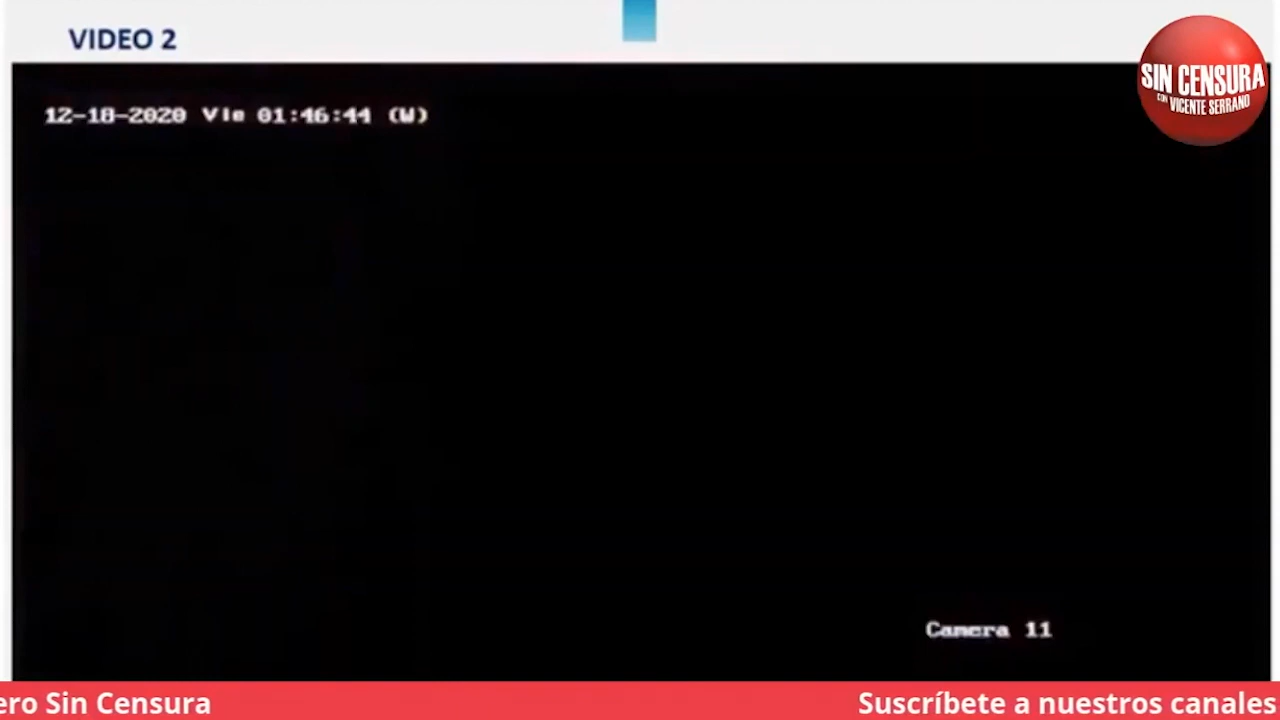 VIDEO 2
SIN CENSURA
CON VICENTE SERRANO
12-18-2020 Vie 01:46:44 (W)
Camera 11
ero Sin Censura
Suscríbete a nuestros canales